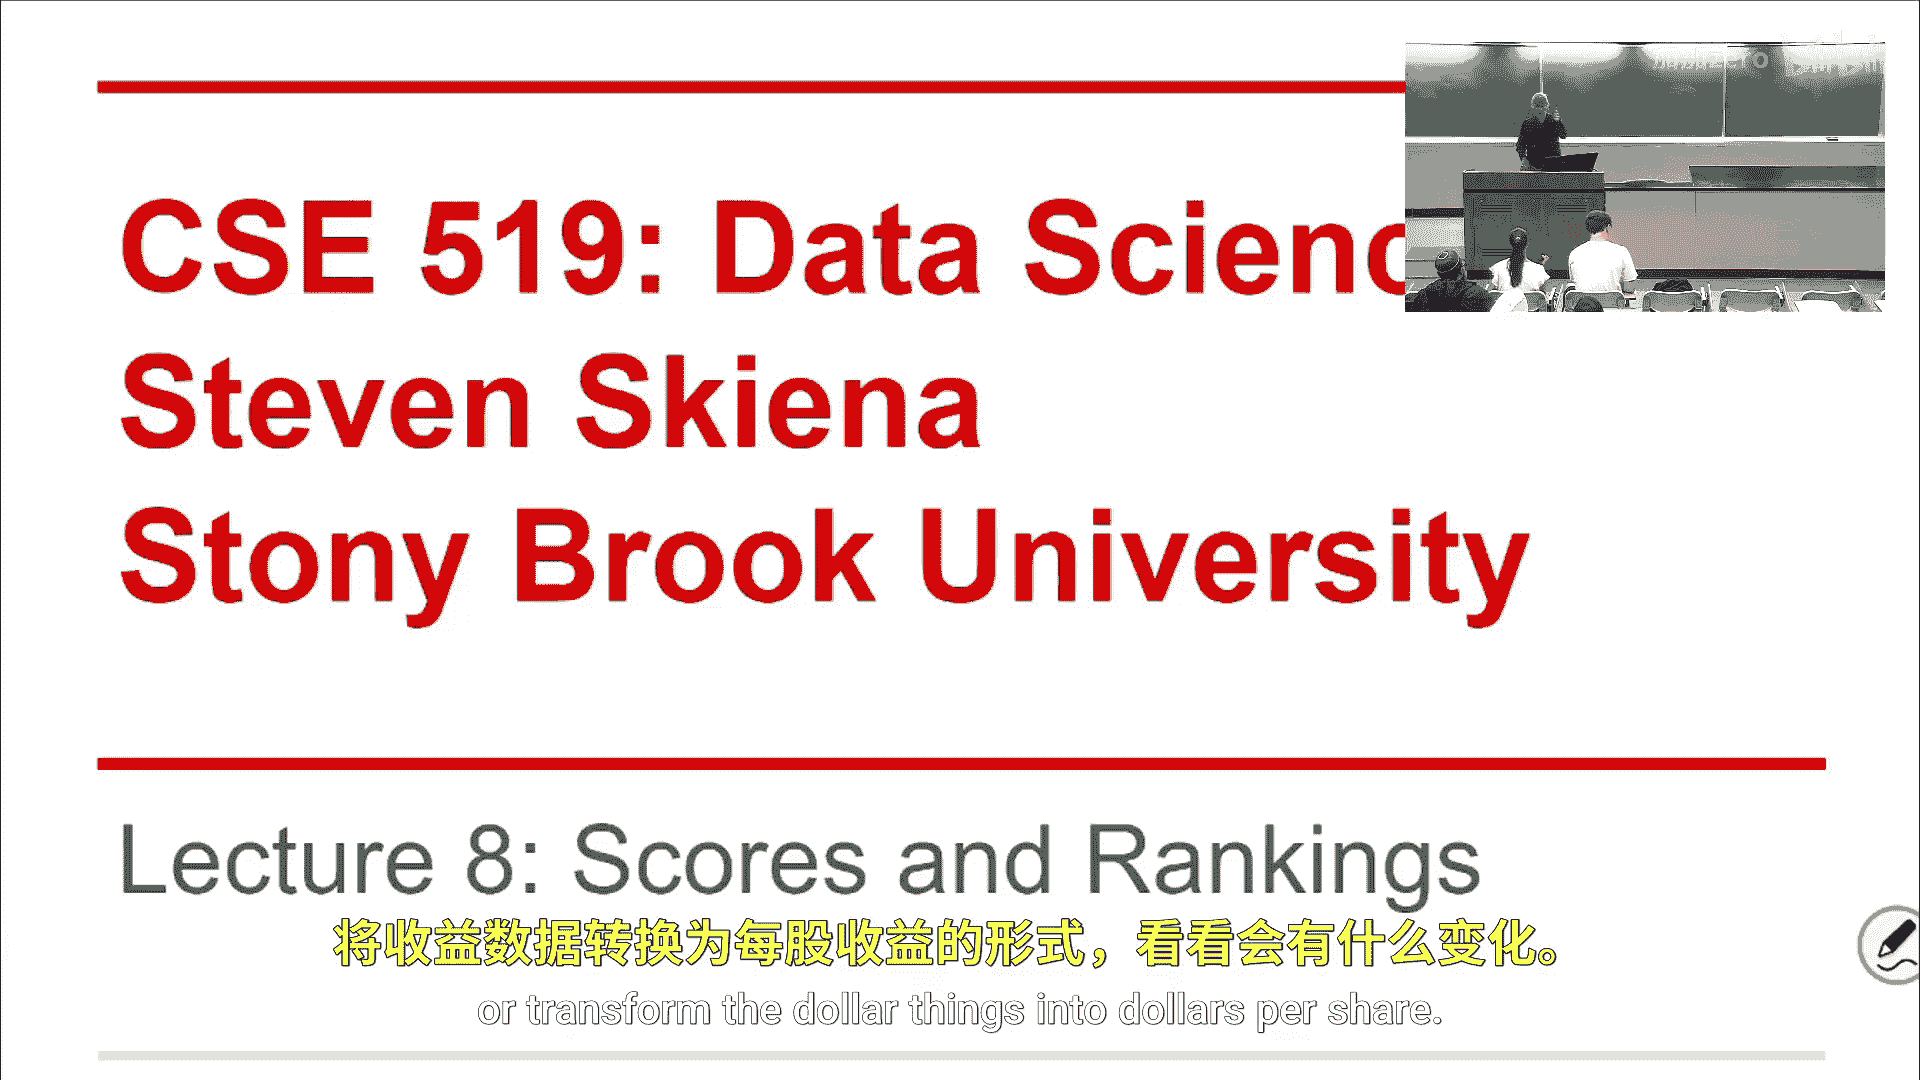 CSE 519: Data Scienc
Steven Skiena
Stony Brook University
Lecture 8: Scores and Rankings
将收益数据转换为每股收益的形式，看看会有什么变化。
or transform the dollar things into dollars per share.